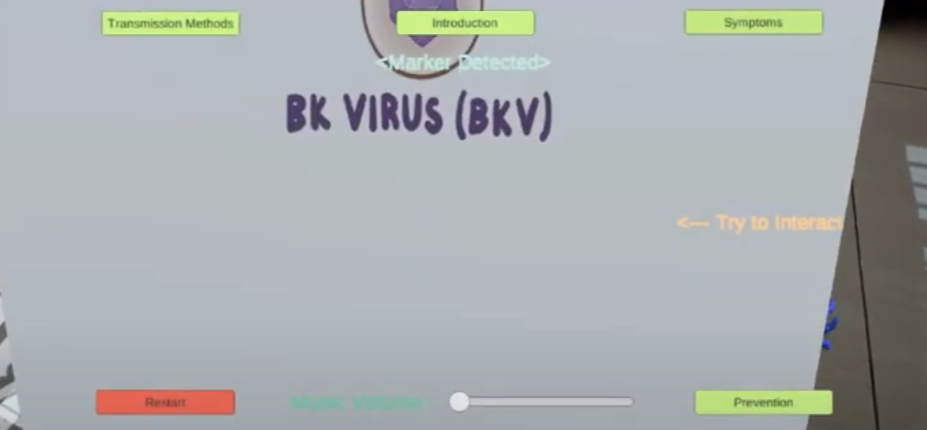 Transmission Methods
Introduction
Symptoms
<Marker Detected>
BK VIRUS (BKV)
<--- Try to Interact
Restart
Music Volume
Prevention